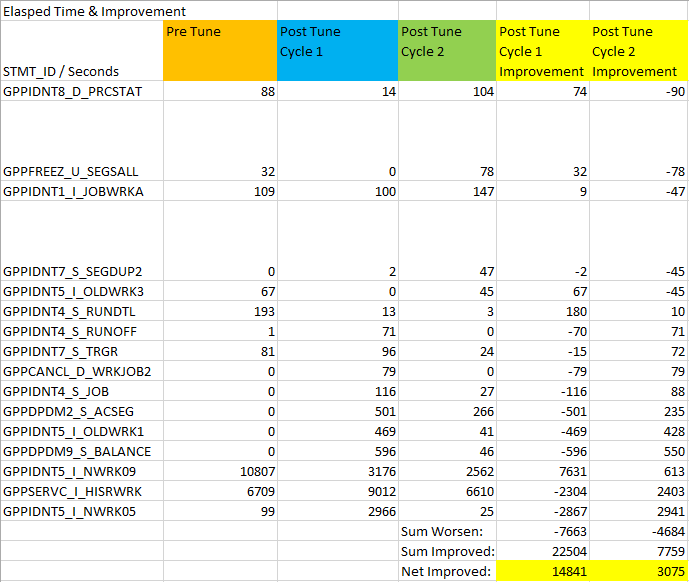 Elasped Time & Improvement
STMT_ID / Seconds Pre Tune Post Tune Cycle 1 Post Tune Cycle 2 Post Tune Cycle 1 Improvement Post Tune Cycle 2 Improvement
GPPIDNT8_D_PRCSTAT 88 14 104 74 -90
GPPFREEZ_U_SEGSALL 32 0 78 32 -78
GPPIDNT1_I_JOBWRKA 109 100 147 9 -47
GPPIDNT7_S_SEGDUP2 0 2 47 -2 -45
GPPIDNT5_I_OLDWRK3 67 0 45 67 -45
GPPIDNT4_S_RUNDTL 193 13 3 180 10
GPPIDNT4_S_RUNOFF 1 71 0 -70 71
GPPIDNT7_S_TRGR 81 96 24 -15 72
GPPCANCL_D_WRKJOB2 0 79 0 -79 79
GPPIDNT4_S_JOB 0 116 27 -116 88
GPPDPDM2_S_ACSEG 0 501 266 -501 235
GPPIDNT5_I_OLDWRK1 0 469 41 -469 428
GPPDPDM9_S_BALANCE 0 596 46 -596 550
GPPIDNT5_I_NWRK09 10807 3176 2562 7631 613
GPPSERVC_I_HISRWRK 6709 9012 6610 -2304 2403
GPPIDNT5_I_NWRK05 99 2966 25 -2867 2941
Sum Worsen: -7663 -4684
Sum Improved: 22504 7759
Net Improved: 14841 3075